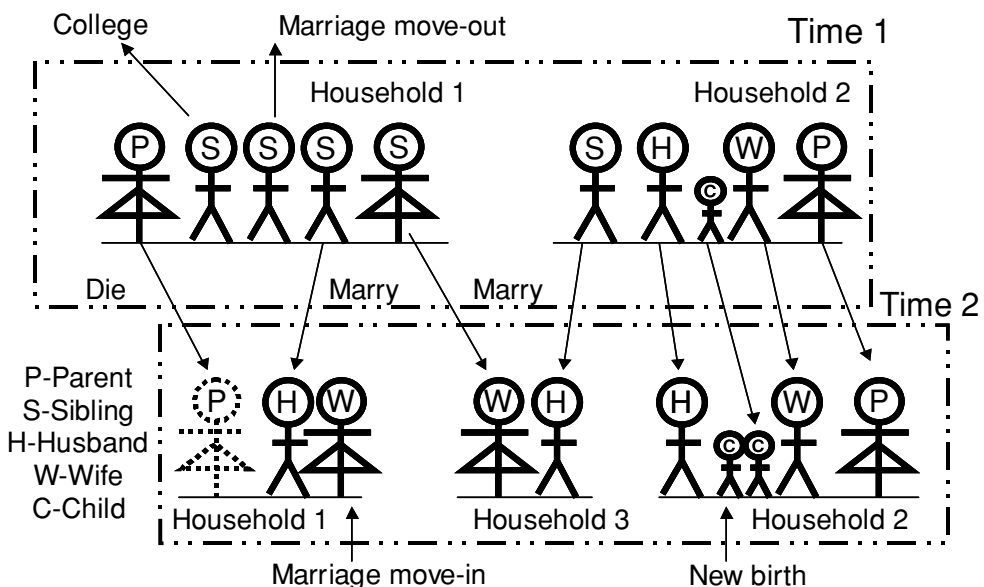 College
Marriage move-out
Time 1
Household 1
Household 2
P S S S S
S H C W P
Die
Marry
Marry
Time 2
P-Parent
S-Sibling
H-Husband
W-Wife
C-Child
P H W
W H
H C C W P
Household 1
Household 3
Household 2
Marriage move-in
New birth